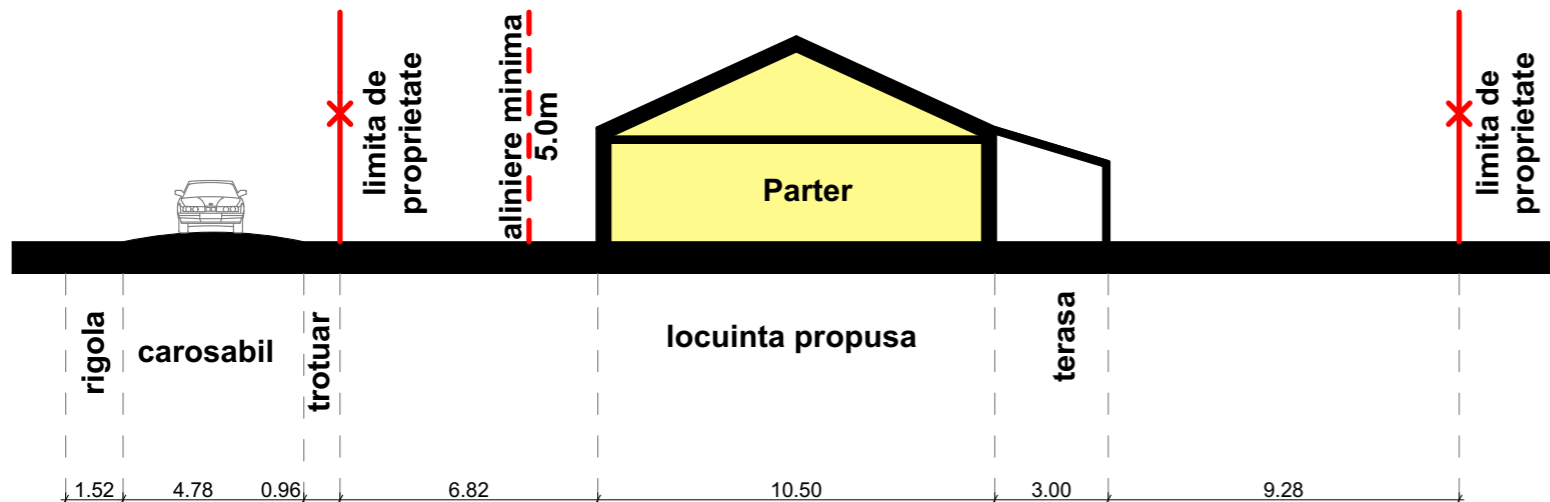 limita de
proprietate
aliniere minima
5.0m
Parter
limita de
proprietate
rigola
carosabil
trotuar
locuinta propusa
terasa
1.52 4.78 0.96 6.82 10.50 3.00 9.28